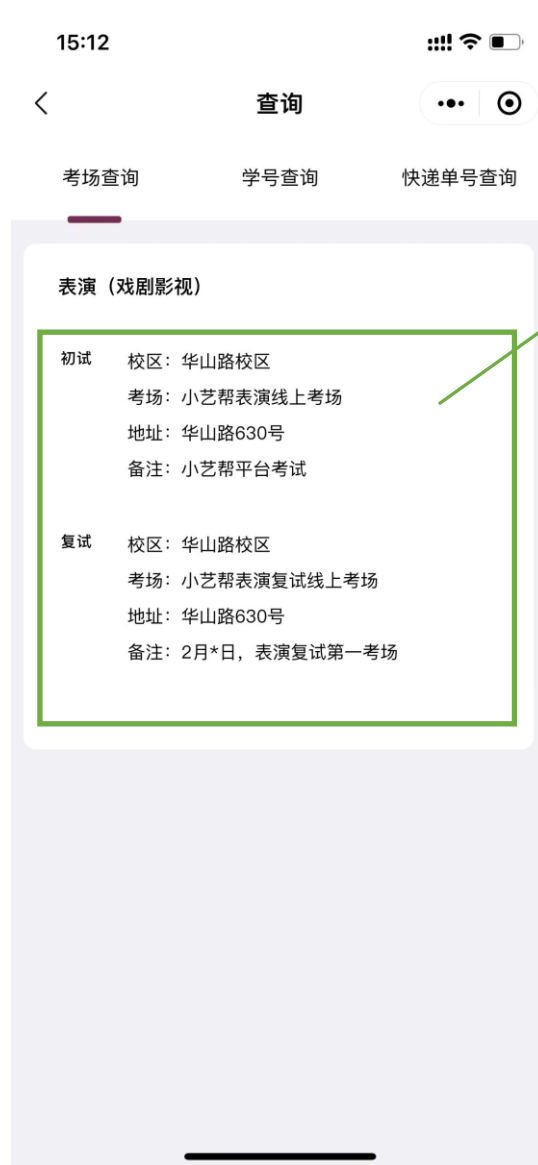 15:12
查询
考场查询 学号查询 快递单号查询
表演（戏剧影视）
初试 校区：华山路校区
考场：小艺帮表演线上考场
地址：华山路630号
备注：小艺帮平台考试
复试 校区：华山路校区
考场：小艺帮表演复试线上考场
地址：华山路630号
备注：2月*日，表演复试第一考场